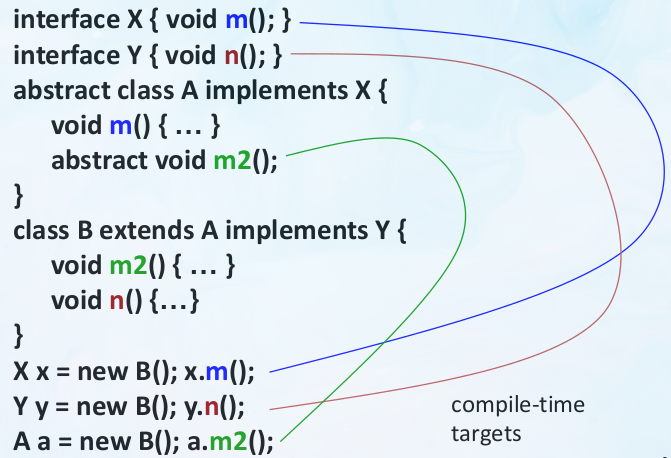 interface X { void m(); }
interface Y { void n(); }
abstract class A implements X {
void m() { ... }
abstract void m2();
}
class B extends A implements Y {
void m2() { ... }
void n() {...}
}
X x = new B(); x.m();
Y y = new B(); y.n();
A a = new B(); a.m2();
compile-time
targets